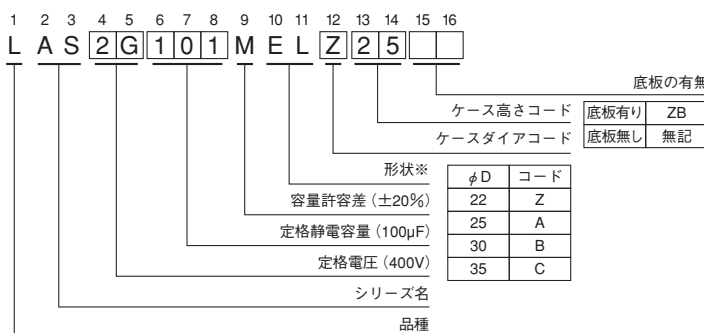 1 2 3 4 5 6 7 8 9 10 11 12 13 14 15 16
L A S 2 G 1 0 1 M E L Z 2 5
底板の有無
ケース高さコード
底板有り ZB
ケースダイアコード
底板無し 無記
形状※
φD コード
容量許容差（±20%）
22 Z
25 A
定格静電容量（100μF）
30 B
定格電圧（400V）
35 C
シリーズ名
品種